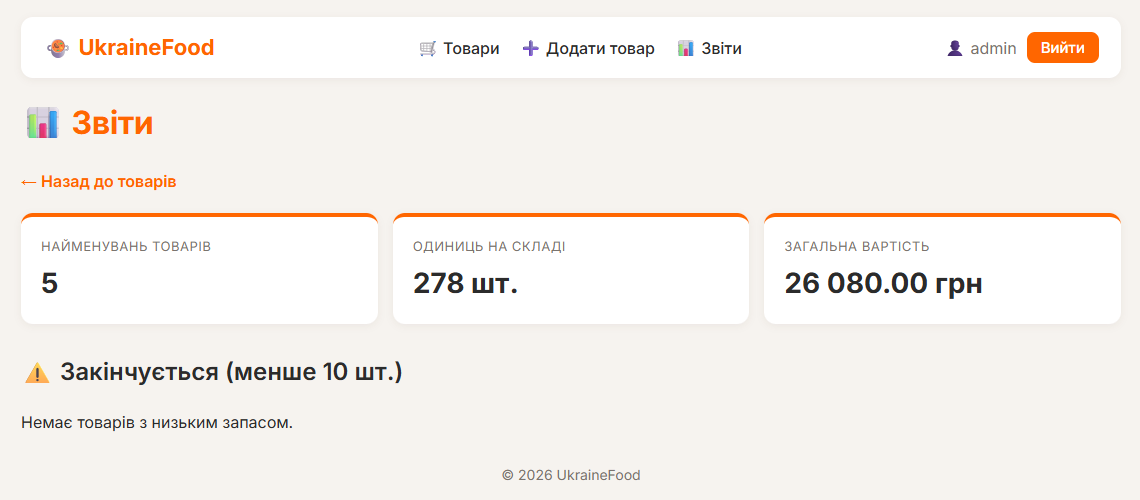 UkraineFood
Товари
Додати товар
Звіти
admin
Вийти
Звіти
← Назад до товарів
НАЙМЕНУВАНЬ ТОВАРІВ
5
ОДИНИЦЬ НА СКЛАДІ
278 шт.
ЗАГАЛЬНА ВАРТІСТЬ
26 080.00 грн
Закінчується (менше 10 шт.)
Немає товарів з низьким запасом.
© 2026 UkraineFood